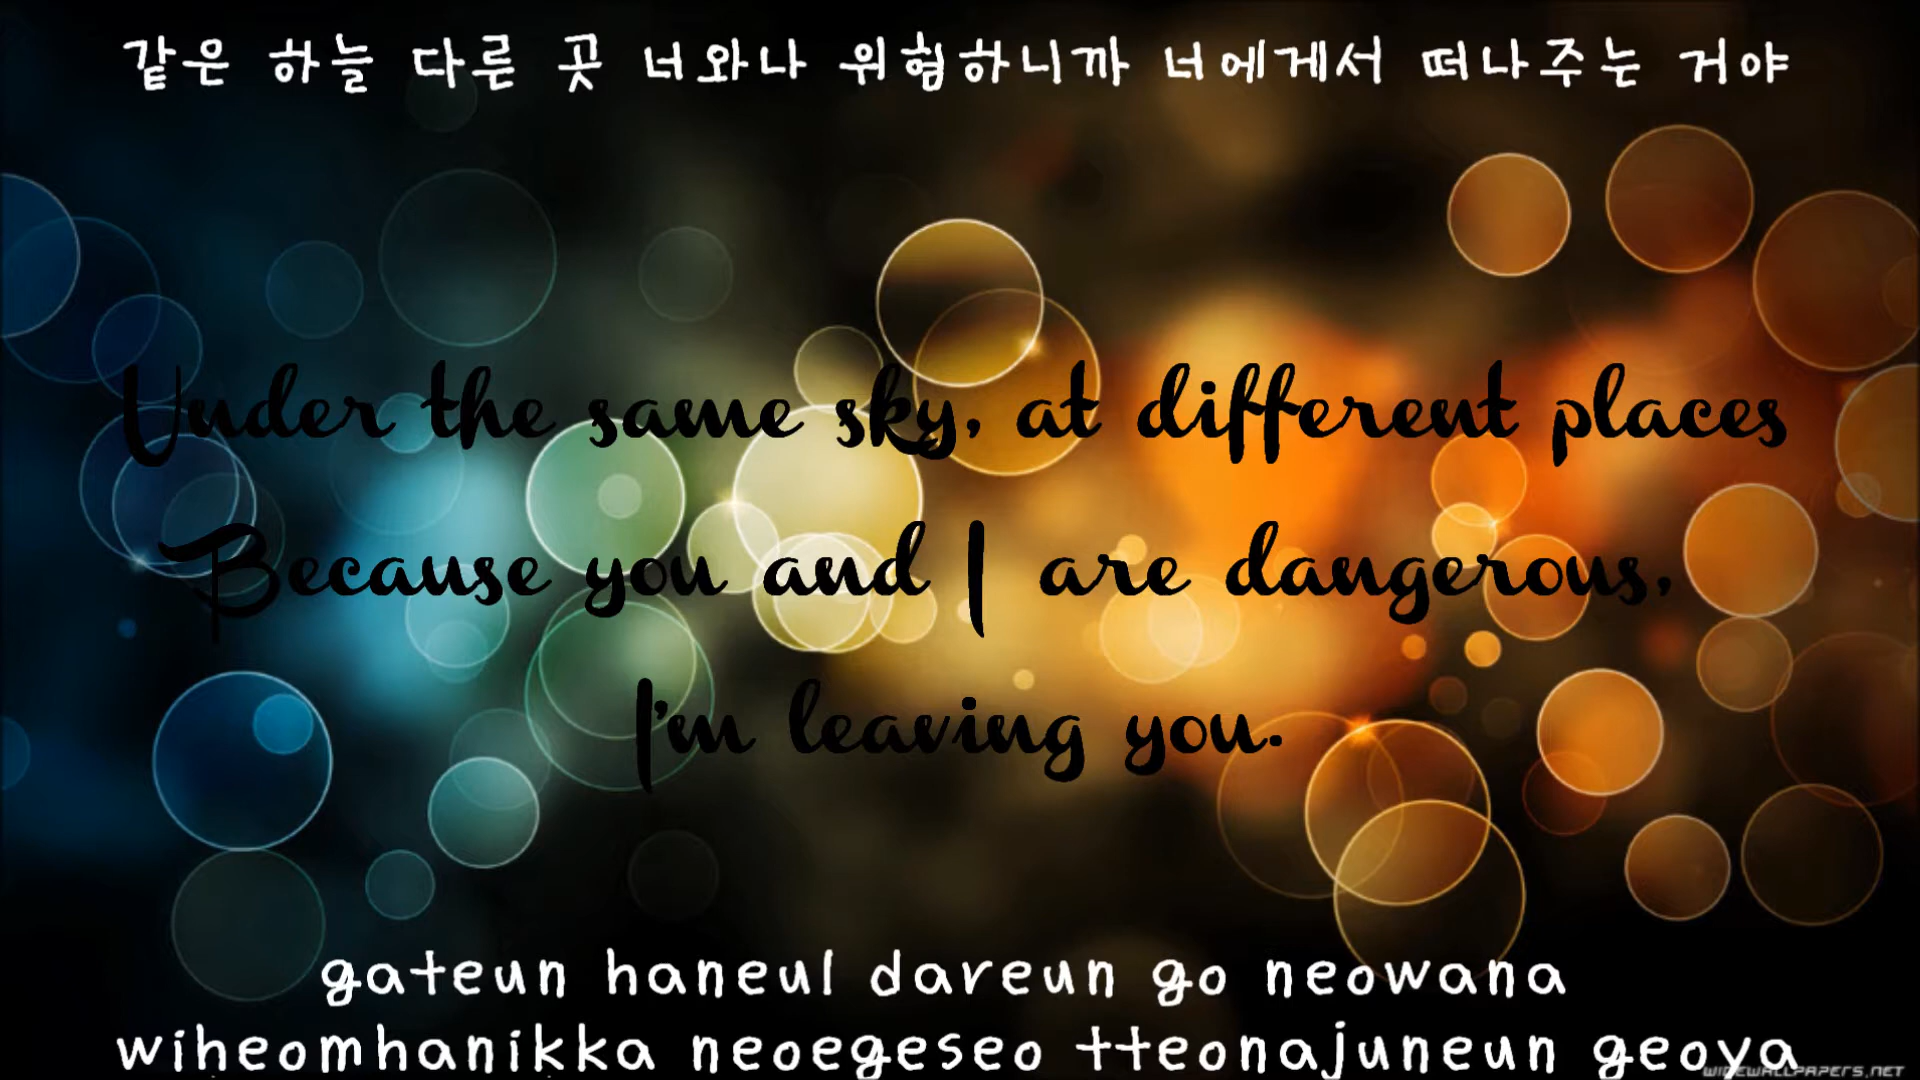 같은 하늘 다른 곳 너와나 위험하니까 너에게서 떠나주는 거야
Under the same sky, at different places
Because you and I are dangerous,
I'm leaving you.
gateun haneul dareun go neowana
wiheomhanikka neoegeseo tteonajuneun geoya
WIDEWALLPAPERS.NET